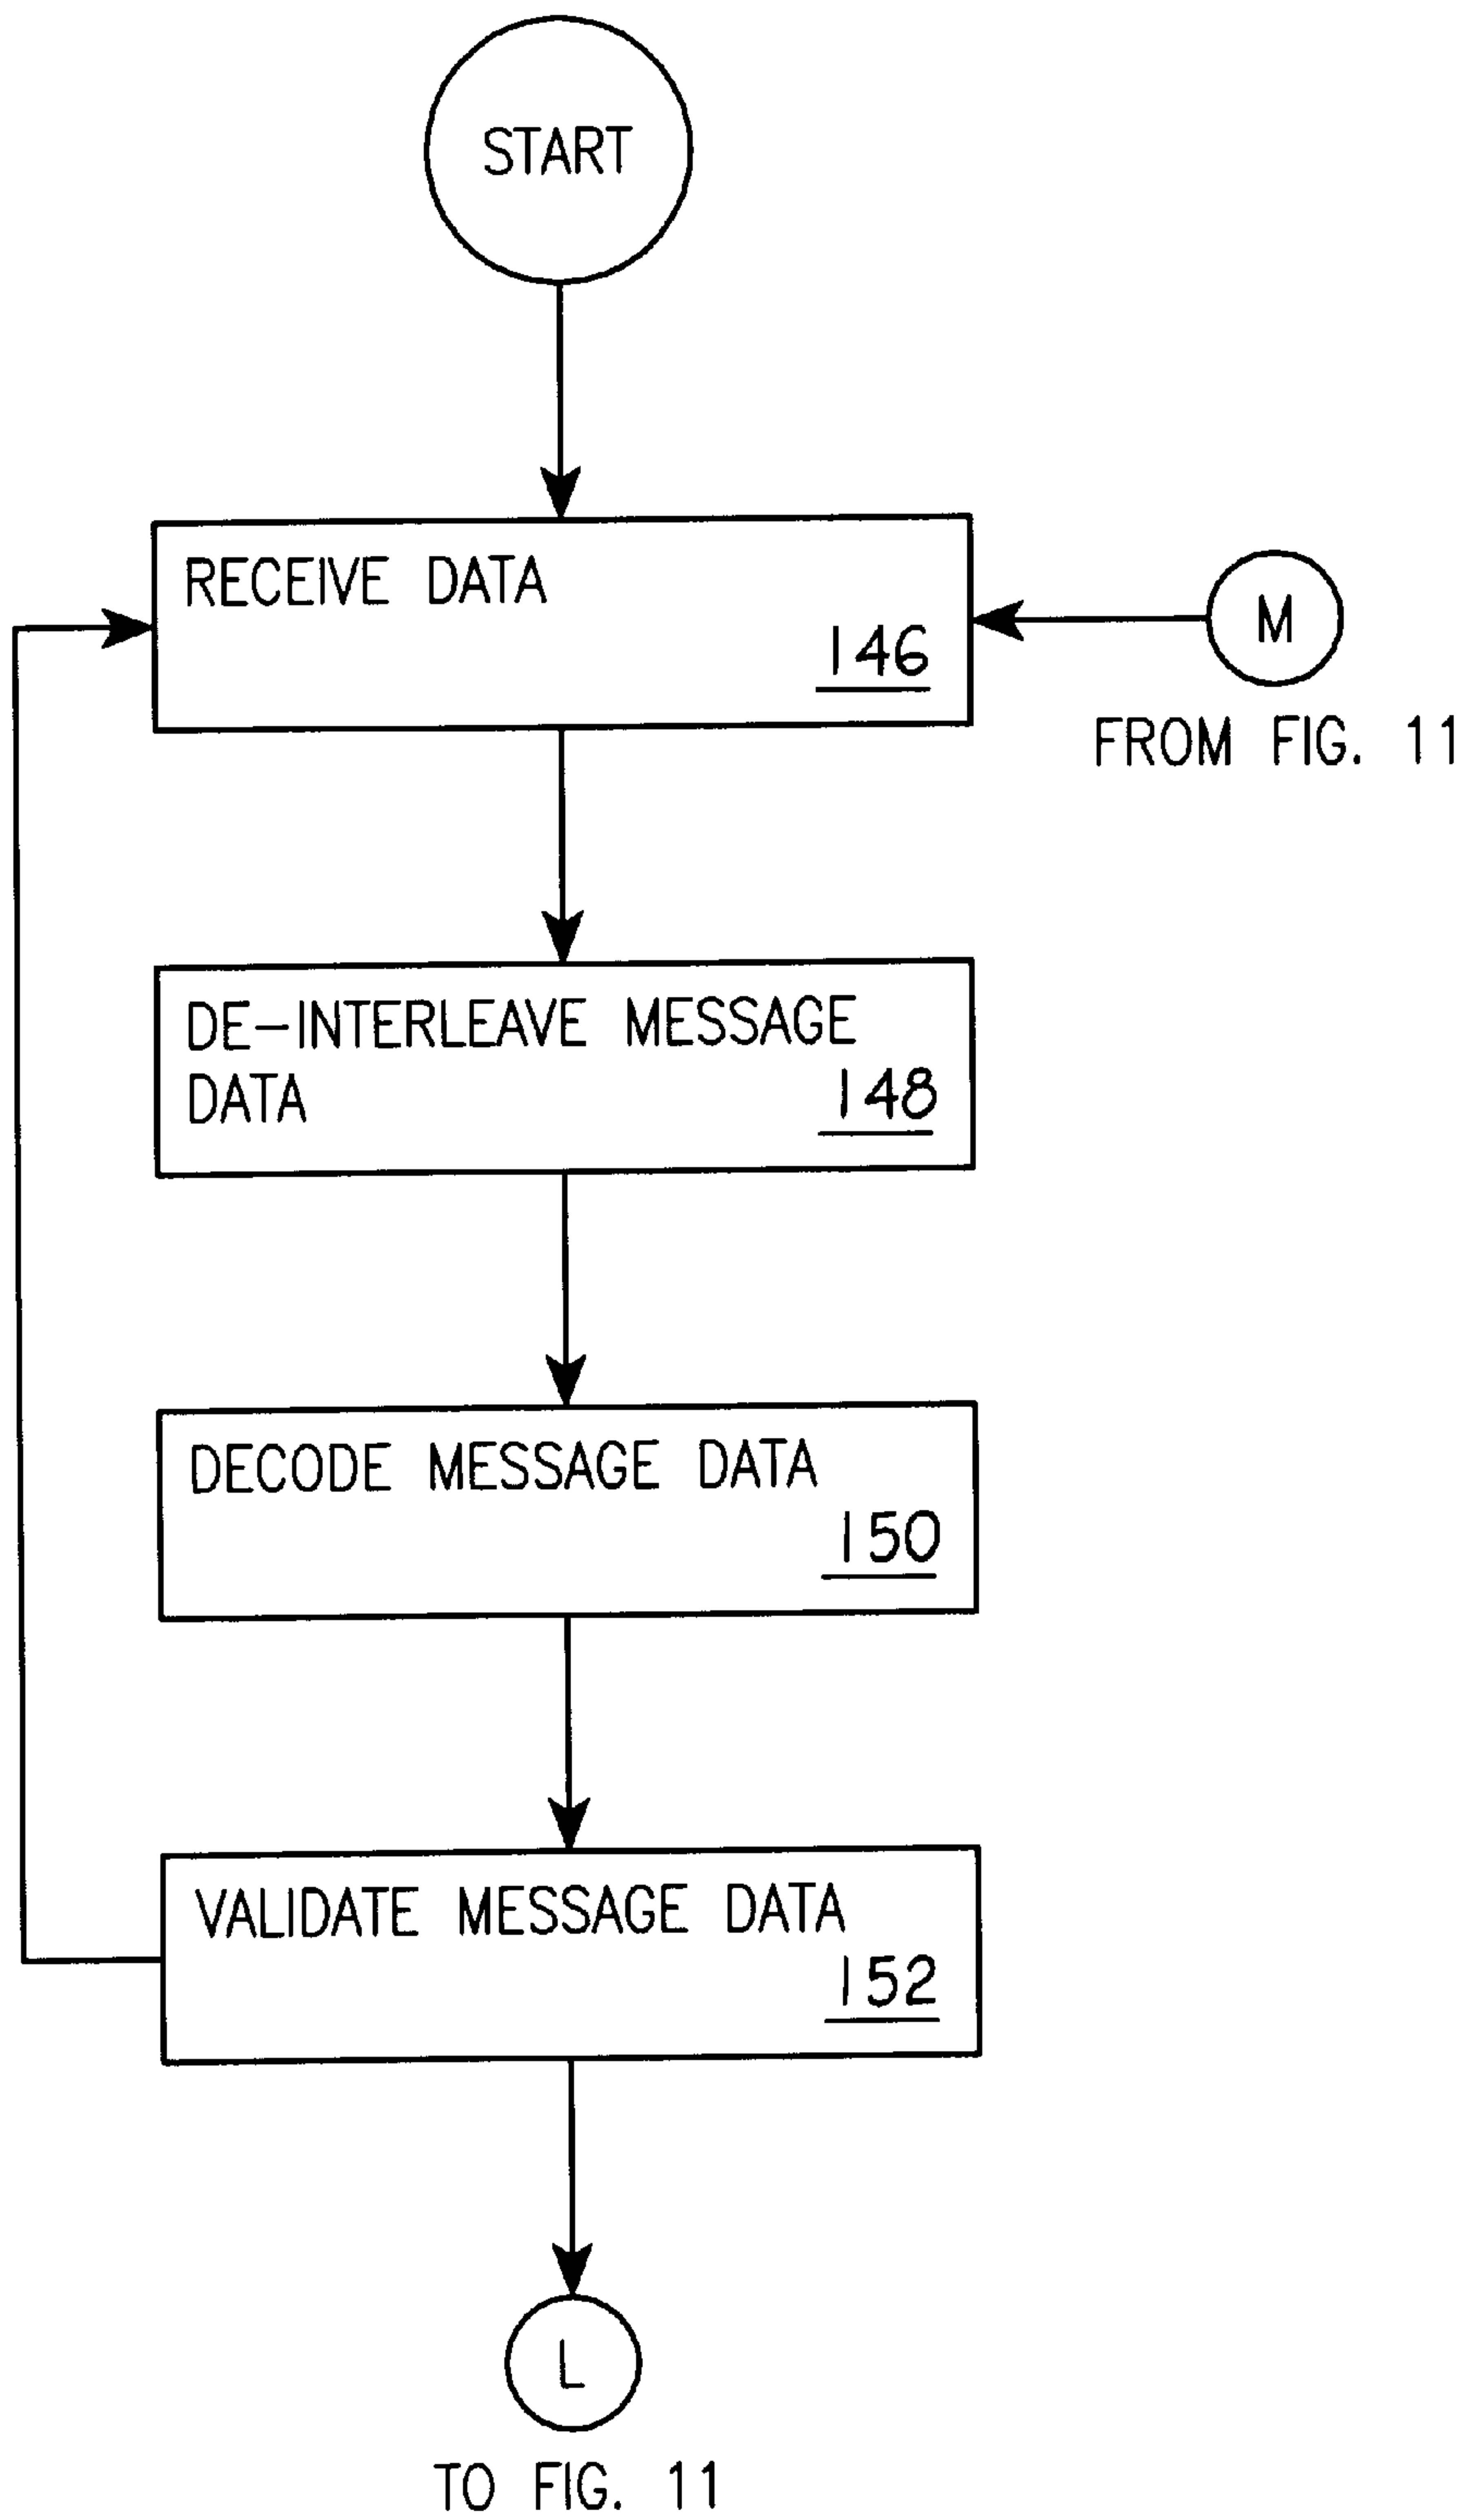 START
RECEIVE DATA
146
M
FROM FIG. 11
DE-INTERLEAVE MESSAGE
DATA
148
DECODE MESSAGE DATA
150
VALIDATE MESSAGE DATA
152
L
TO FIG. 11